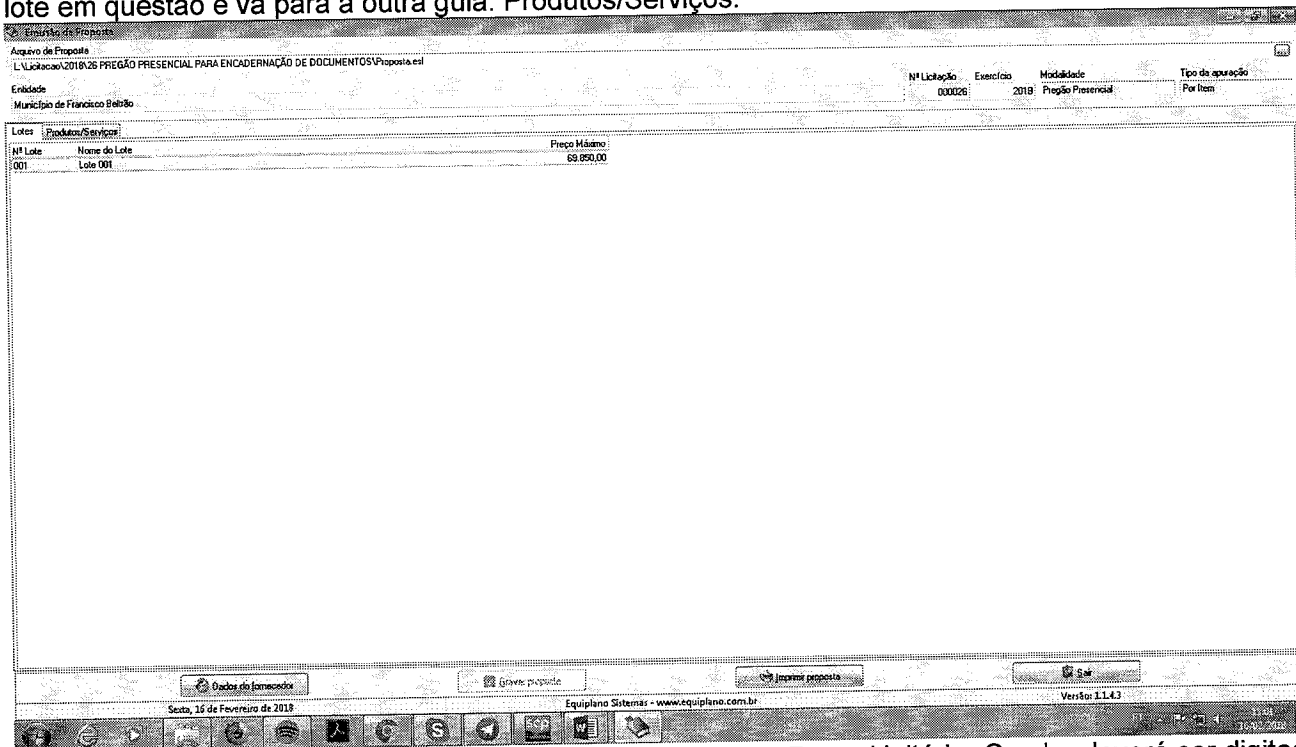 lote em questão e vá para a outra guia: Produtos/Serviços.
Emissão de Proposta
Arquivo de Proposta
L:\Licitacao\2018\26 PREGÃO PRESENCIAL PARA ENCADERNAÇÃO DE DOCUMENTOS\Proposta.esl
Entidade Nº Licitação Exercício Modalidade Tipo da apuração
Município de Francisco Beltrão 000026 2018 Pregão Presencial Por Item
Lotes Produtos/Serviços
Nº Lote Nome do Lote Preço Máximo
001 Lote 001 69.850,00
Dados do fornecedor Gravar proposta Imprimir proposta Sair
Sexta, 16 de Fevereiro de 2018 Equiplano Sistemas - www.equiplano.com.br Versão: 1.1.4.3